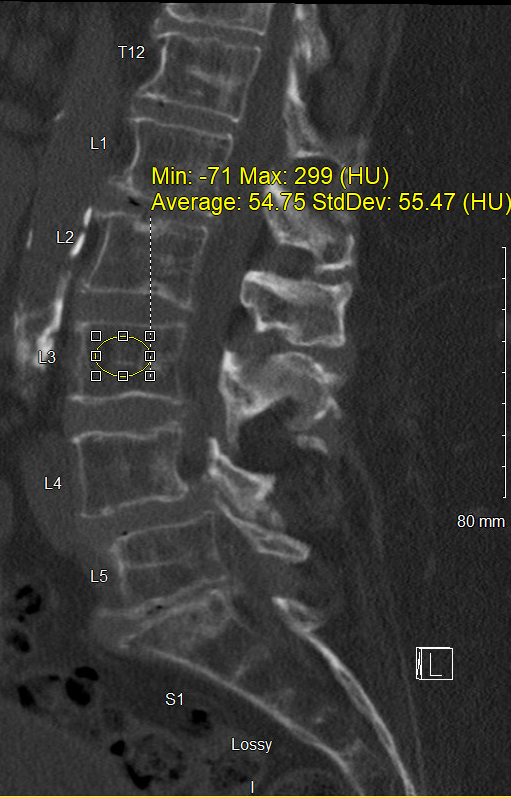 T12
L1
Min: -71 Max: 299 (HU)
Average: 54.75 StdDev: 55.47 (HU)
L2
L3
L4
80 mm
L5
L
S1
Lossy
I